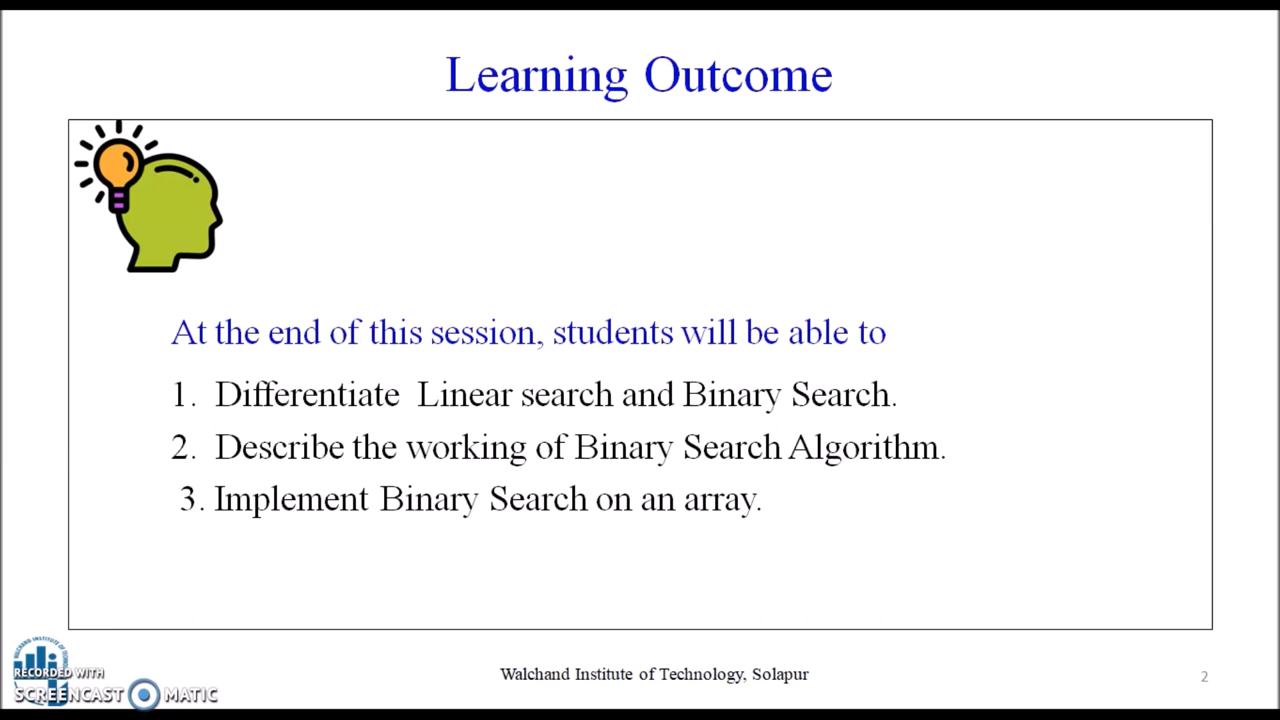 Learning Outcome
At the end of this session, students will be able to
1. Differentiate Linear search and Binary Search.
2. Describe the working of Binary Search Algorithm.
3. Implement Binary Search on an array.
RECORDED WITH
SCREENCAST MATIC
Walchand Institute of Technology, Solapur
2